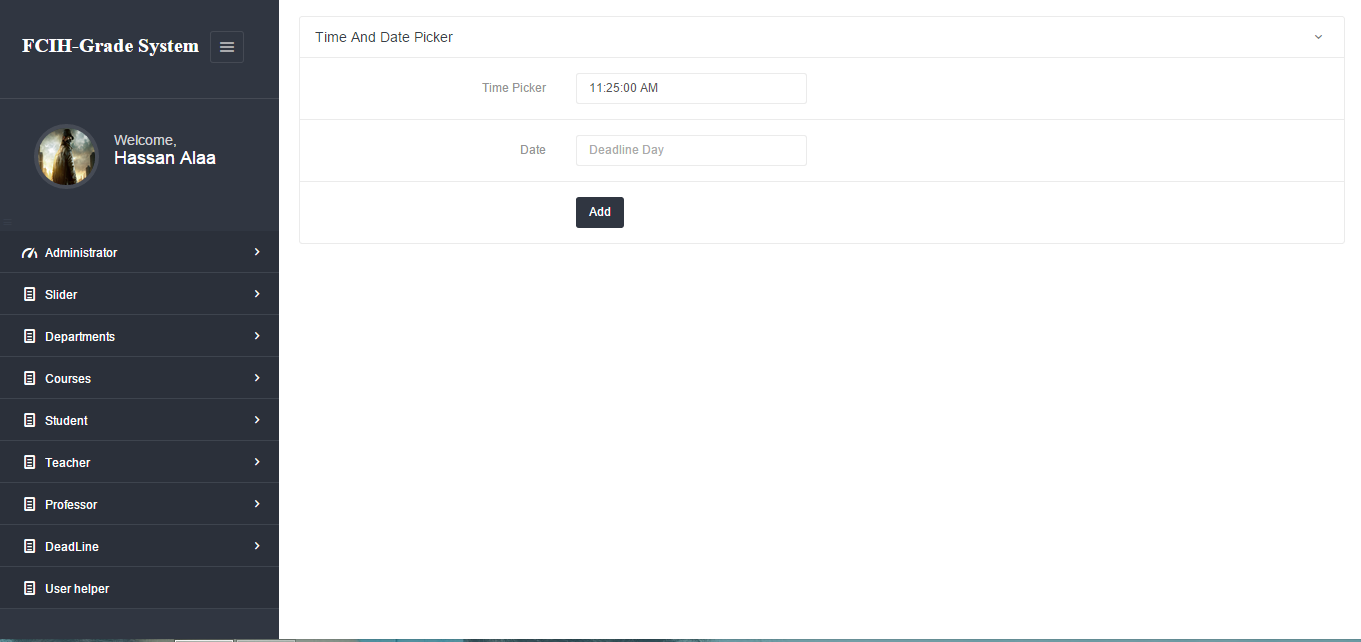 FCIH-Grade System
Welcome,
Hassan Alaa
Administrator
Slider
Departments
Courses
Student
Teacher
Professor
DeadLine
User helper
Time And Date Picker
Time Picker 11:25:00 AM
Date Deadline Day
Add